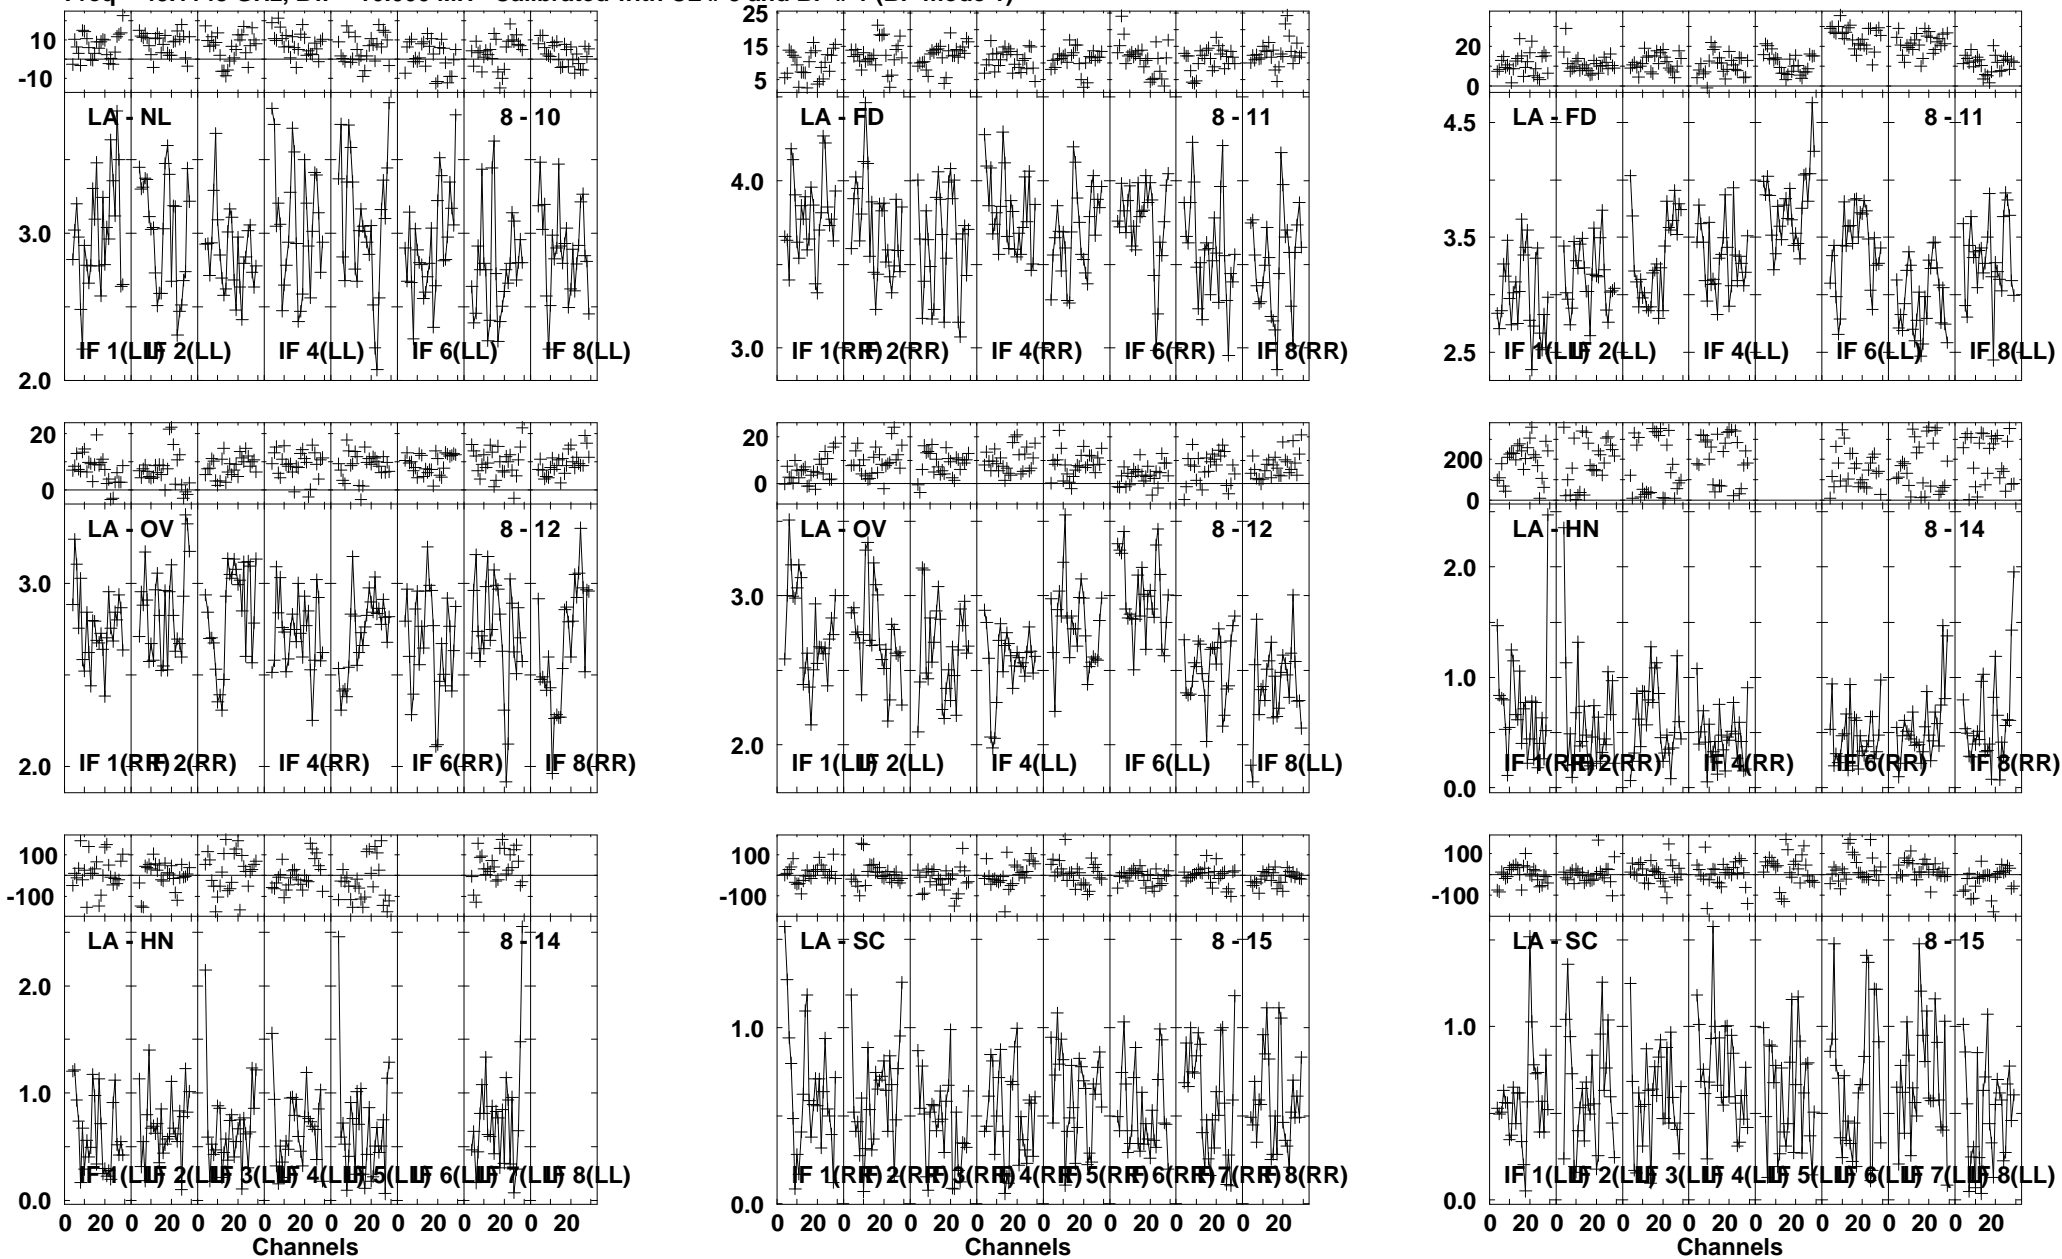 10 -10 25 15 5 20 0
LA - NL 8 - 10 LA - FD 8 - 11 LA - FD 8 - 11
3.0 2.0 4.0 3.0 4.5 3.5 2.5
IF 1(LL) IF 2(LL) IF 4(LL) IF 6(LL) IF 8(LL) IF 1(RR) IF 2(RR) IF 4(RR) IF 6(RR) IF 8(RR) IF 1(LL) IF 2(LL) IF 4(LL) IF 6(LL) IF 8(LL)
20 0 20 0 200 0
LA - OV 8 - 12 LA - OV 8 - 12 LA - HN 8 - 14
3.0 2.0 3.0 2.0 2.0 1.0 0.0
IF 1(RR) IF 2(RR) IF 4(RR) IF 6(RR) IF 8(RR) IF 1(LL) IF 2(LL) IF 4(LL) IF 6(LL) IF 8(LL) IF 1(RR) IF 2(RR) IF 4(RR) IF 6(RR) IF 8(RR)
100 -100 100 -100 100 -100
LA - HN 8 - 14 LA - SC 8 - 15 LA - SC 8 - 15
2.0 1.0 0.0 1.0 0.0 1.0 0.0
IF 1(LL) IF 2(LL) IF 3(LL) IF 4(LL) IF 5(LL) IF 6(LL) IF 7(LL) IF 8(LL) IF 1(RR) IF 2(RR) IF 3(RR) IF 4(RR) IF 5(RR) IF 6(RR) IF 7(RR) IF 8(RR) IF 1(LL) IF 2(LL) IF 3(LL) IF 4(LL) IF 5(LL) IF 6(LL) IF 7(LL) IF 8(LL)
0 20 0 20 0 20 0 20 0 20 0 20 0 20 0 20 0 20 0 20 0 20 0 20 0 20 0 20 0 20 0 20 0 20 0 20 0 20 0 20 0 20 0 20 0 20 0 20
Channels Channels Channels